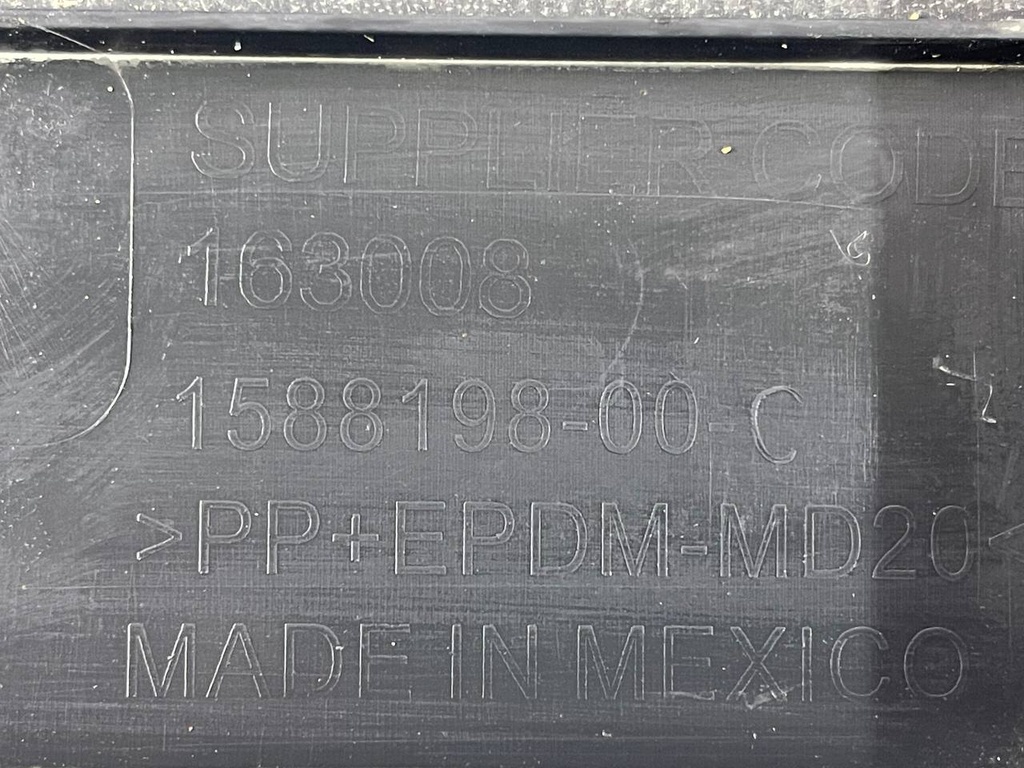 SUPPLIER CODE
163008
1588198-00-C
>PP+EPDM-MD20<
MADE IN MEXICO